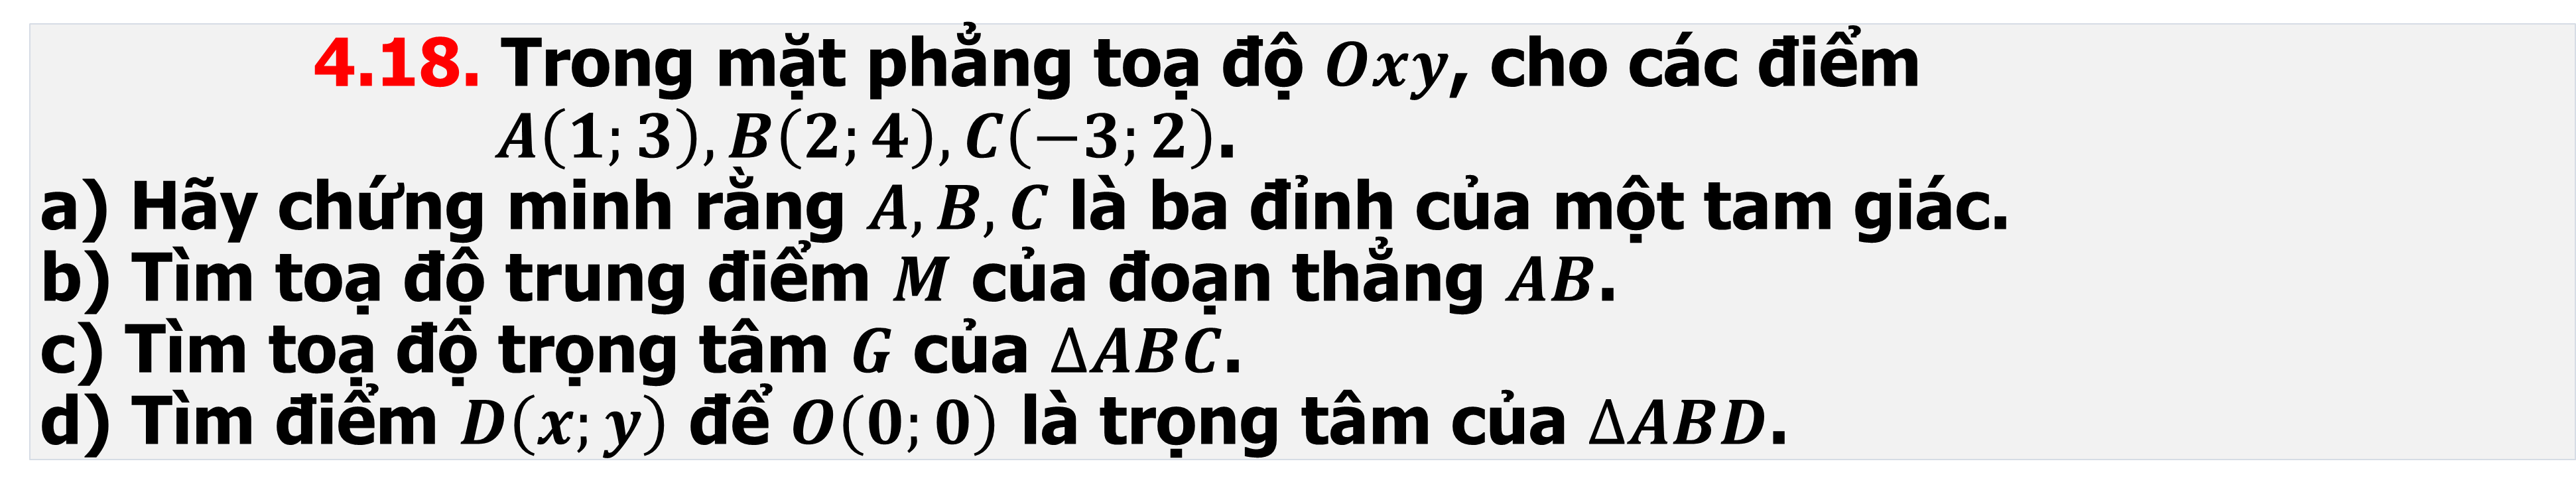 4.18. Trong mặt phẳng toạ độ Oxy, cho các điểm
A(1; 3), B(2; 4), C(−3; 2).
a) Hãy chứng minh rằng A, B, C là ba đỉnh của một tam giác.
b) Tìm toạ độ trung điểm M của đoạn thẳng AB.
c) Tìm toạ độ trọng tâm G của ΔABC.
d) Tìm điểm D(x; y) để O(0; 0) là trọng tâm của ΔABD.